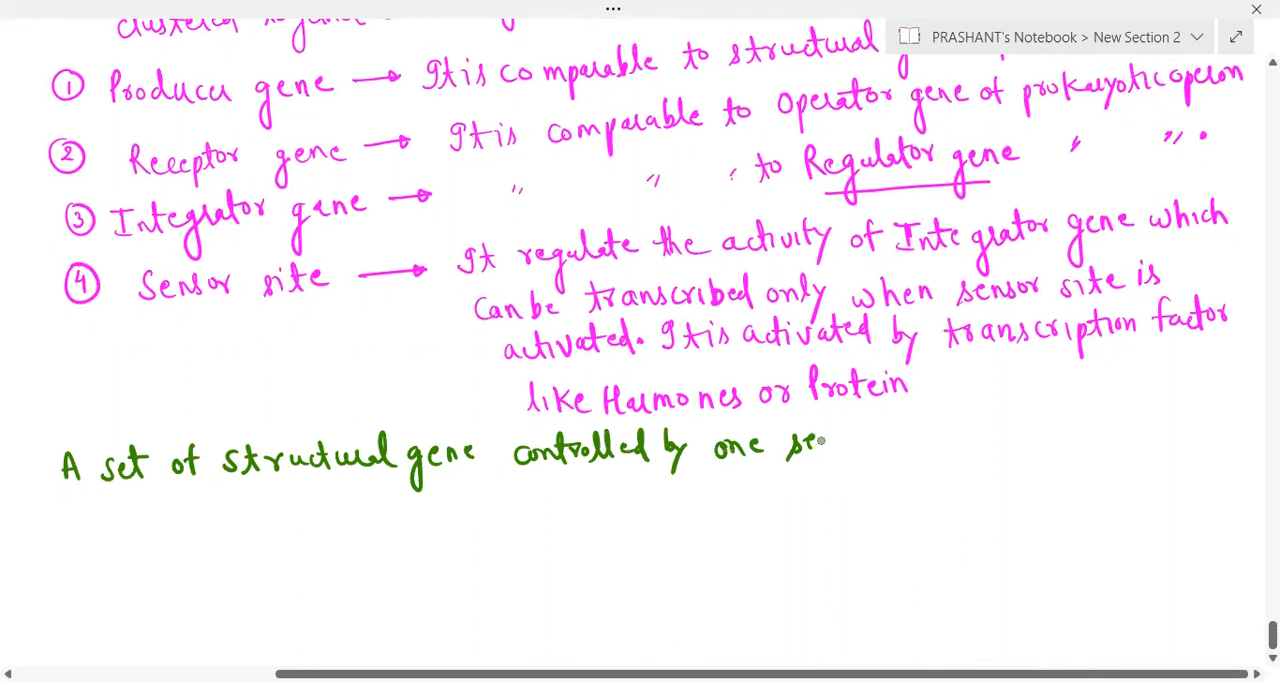 PRASHANT's Notebook > New Section 2
① Producer gene → It is comparable to structural
② Receptor gene → It is comparable to Operator gene of prokaryotic operon
③ Integrator gene → " " " to Regulator gene " " .
④ Sensor site → It regulate the activity of Integrator gene which
can be transcribed only when sensor site is
activated. It is activated by transcription factor
like Harmones or Protein
A set of structural gene controlled by one se